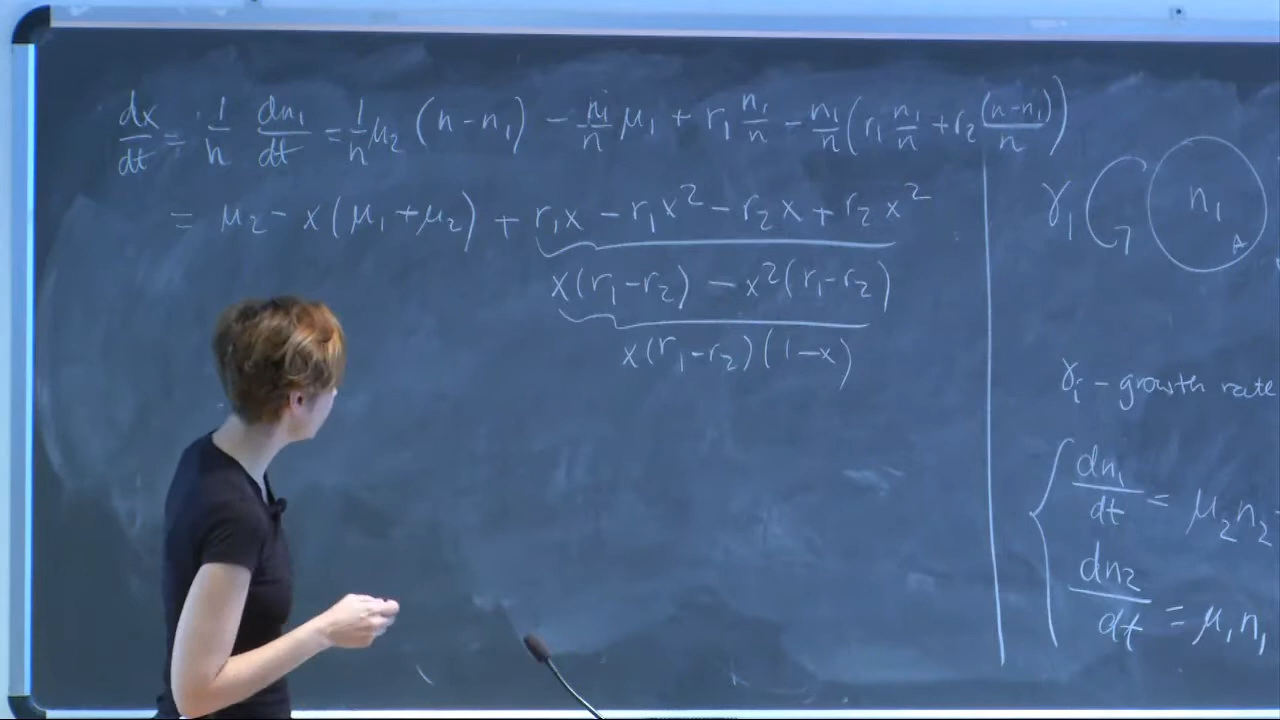 dx/dt = 1/n dn₁/dt = 1/n μ₂ (n-n₁) - n₁/n μ₁ + r₁ n₁/n - n₁/n (r₁ n₁/n + r₂ (n-n₁)/n)
= μ₂ - x(μ₁+μ₂) + r₁x - r₁x² - r₂x + r₂x²
x(r₁-r₂) - x²(r₁-r₂)
x(r₁-r₂)(1-x)
γ₁ n₁
A
γᵢ - growth rate
dn₁/dt = μ₂n₂
dn₂/dt = μ₁n₁